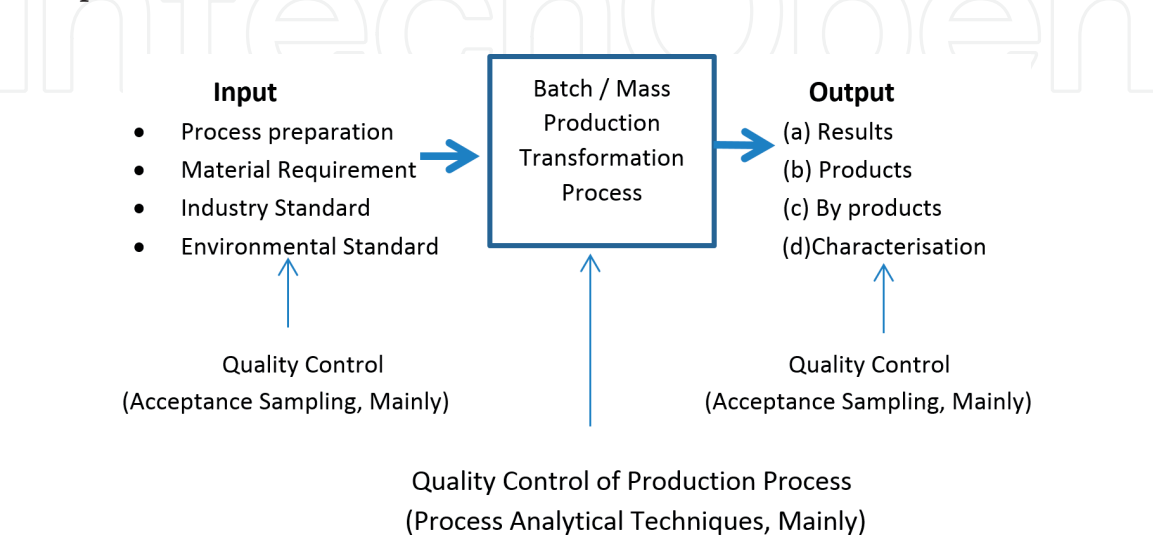 Input
• Process preparation
• Material Requirement
• Industry Standard
• Environmental Standard
Batch / Mass
Production
Transformation
Process
Output
(a) Results
(b) Products
(c) By products
(d)Characterisation
Quality Control
(Acceptance Sampling, Mainly)
Quality Control
(Acceptance Sampling, Mainly)
Quality Control of Production Process
(Process Analytical Techniques, Mainly)